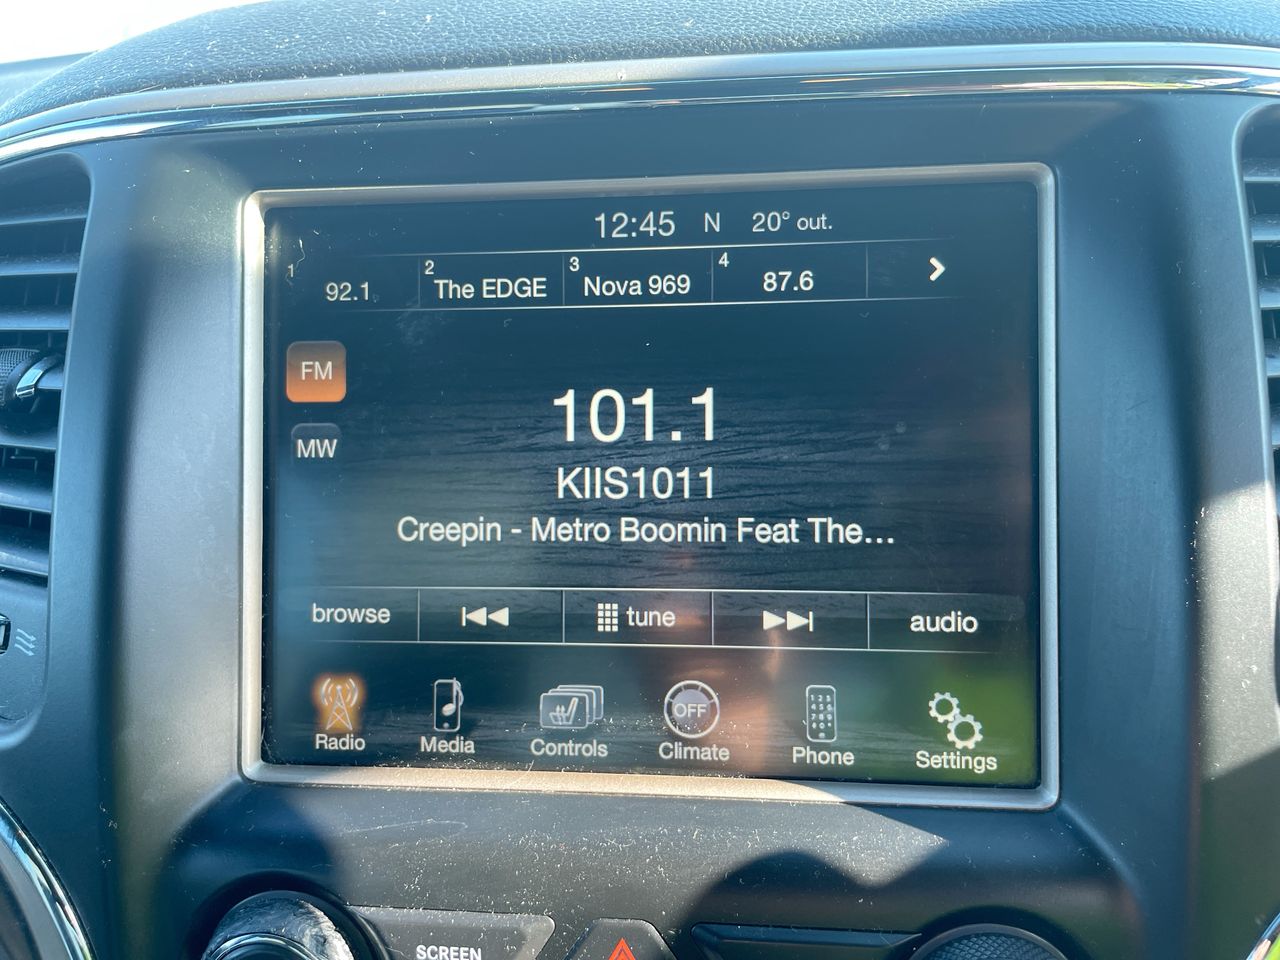 12:45 N 20° out.
1 92.1 2 The EDGE 3 Nova 969 4 87.6
FM
MW
101.1
KIIS1011
Creepin - Metro Boomin Feat The...
browse tune audio
OFF
Radio Media Controls Climate Phone Settings
SCREEN